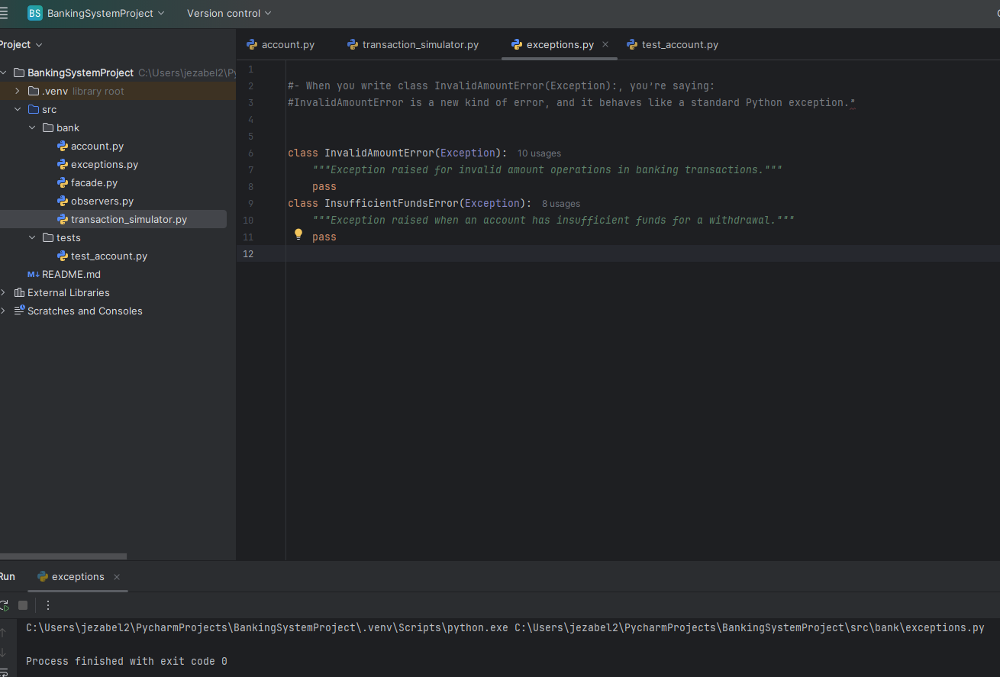 BS BankingSystemProject Version control
Project
account.py transaction_simulator.py exceptions.py test_account.py
BankingSystemProject C:\Users\jezabel2\Py
.venv library root
src
bank
account.py
exceptions.py
facade.py
observers.py
transaction_simulator.py
tests
test_account.py
M↓ README.md
External Libraries
Scratches and Consoles
1
2 #- When you write class InvalidAmountError(Exception):, you’re saying:
3 #InvalidAmountError is a new kind of error, and it behaves like a standard Python exception.”
4
5
6 class InvalidAmountError(Exception): 10 usages
7 """Exception raised for invalid amount operations in banking transactions."""
8 pass
9 class InsufficientFundsError(Exception): 8 usages
10 """Exception raised when an account has insufficient funds for a withdrawal."""
11 pass
12
Run exceptions
C:\Users\jezabel2\PycharmProjects\BankingSystemProject\.venv\Scripts\python.exe C:\Users\jezabel2\PycharmProjects\BankingSystemProject\src\bank\exceptions.py
Process finished with exit code 0